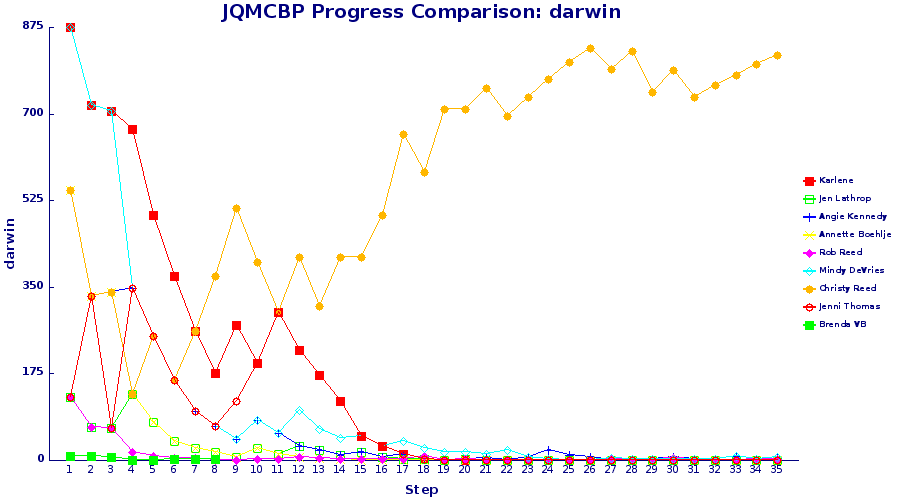 JQMCBP Progress Comparison: darwin
875
700
525
350
175
0
darwin
1 2 3 4 5 6 7 8 9 10 11 12 13 14 15 16 17 18 19 20 21 22 23 24 25 26 27 28 29 30 31 32 33 34 35
Step
Karlene
Jen Lathrop
Angie Kennedy
Annette Boehlje
Rob Reed
Mindy DeVries
Christy Reed
Jenni Thomas
Brenda VB